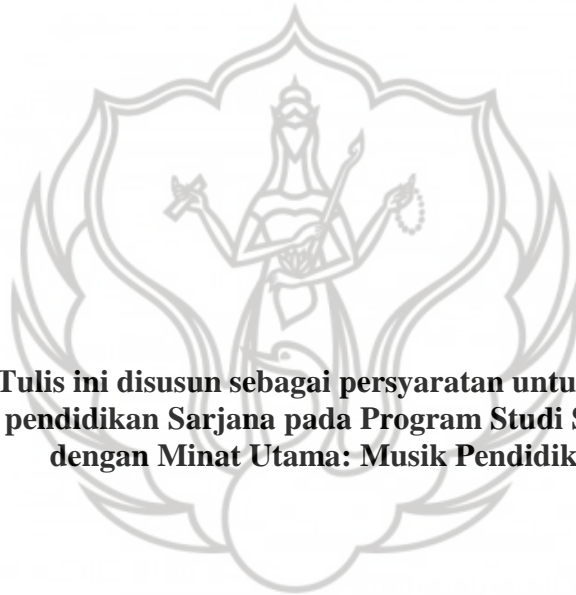 Tulis ini disusun sebagai persyaratan untu
pendidikan Sarjana pada Program Studi S
dengan Minat Utama: Musik Pendidik